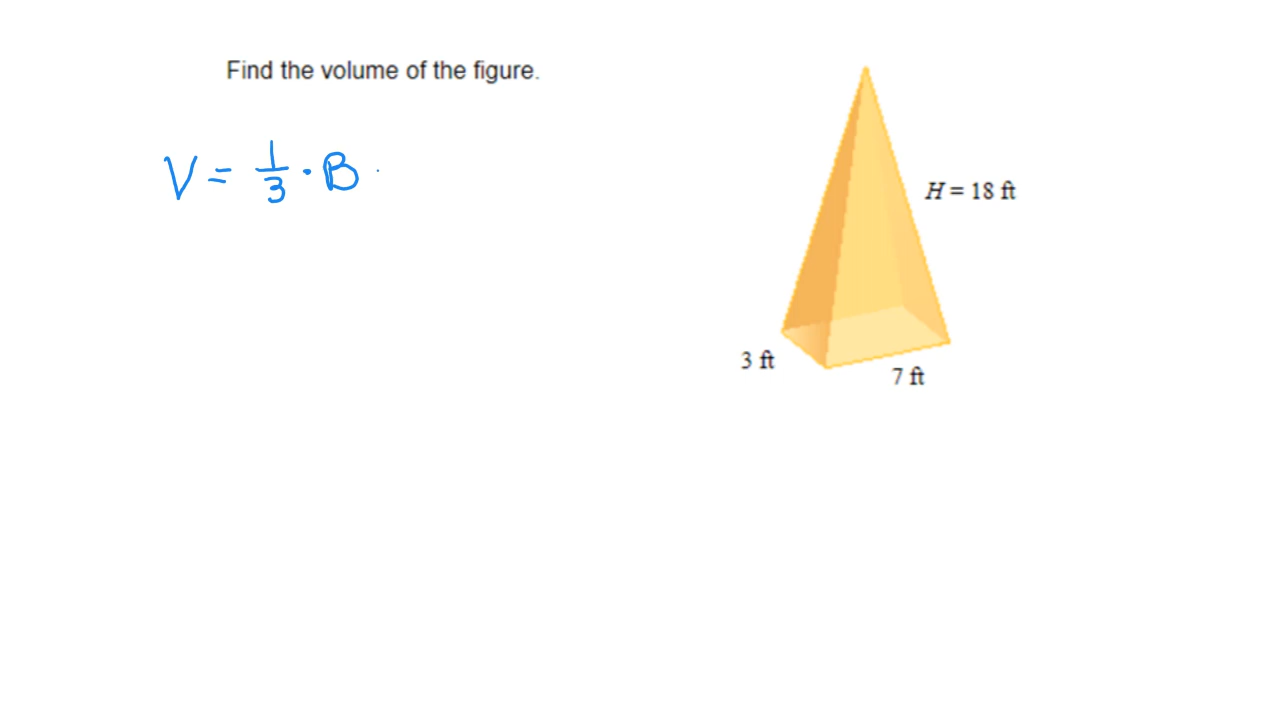 Find the volume of the figure.
V = 1/3 · B ·
H = 18 ft
3 ft
7 ft